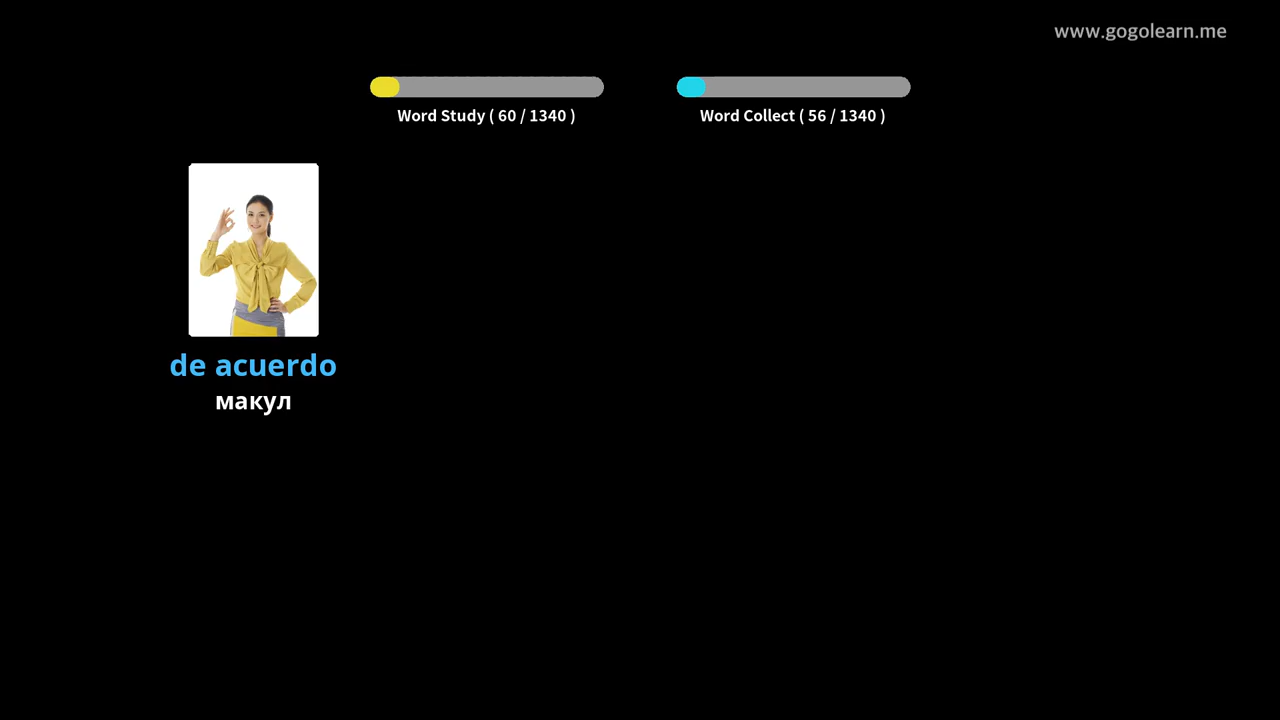 www.gogolearn.me
Word Study ( 60 / 1340 )
Word Collect ( 56 / 1340 )
de acuerdo
макул